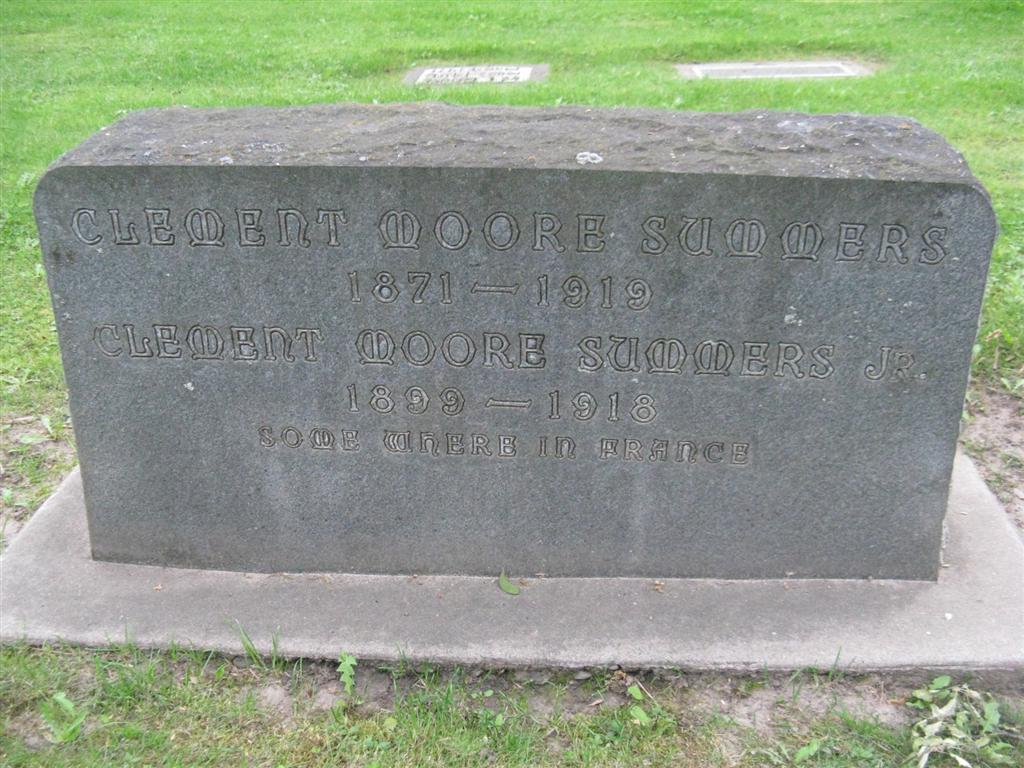 CLEMENT MOORE SUMMERS
1871 — 1919
CLEMENT MOORE SUMMERS JR.
1899 — 1918
SOME WHERE IN FRANCE